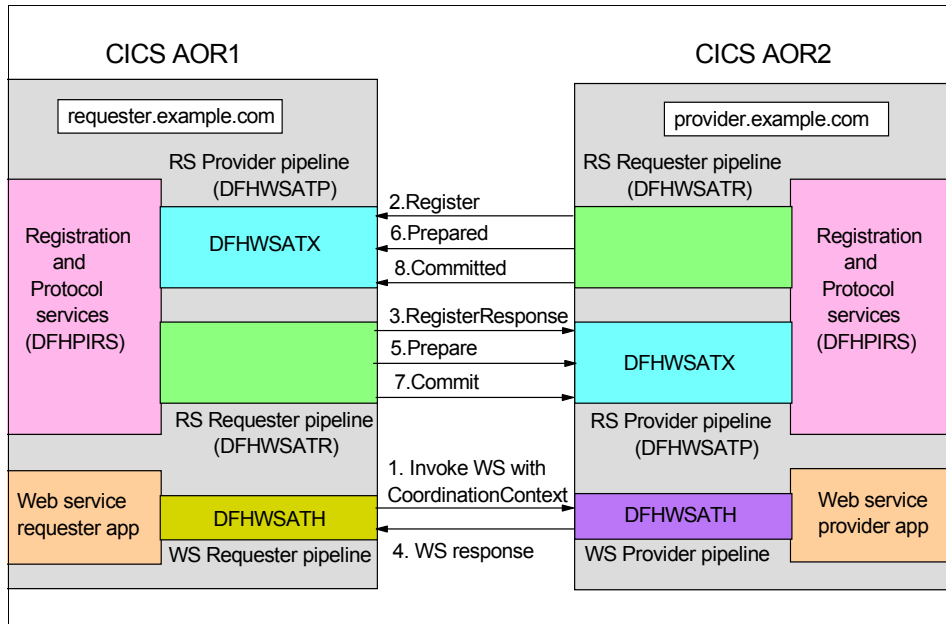 CICS AOR1
CICS AOR2
requester.example.com
provider.example.com
RS Provider pipeline
(DFHWSATP)
RS Requester pipeline
(DFHWSATR)
Registration
and
Protocol
services
(DFHPIRS)
DFHWSATX
2.Register
6.Prepared
8.Committed
3.RegisterResponse
5.Prepare
7.Commit
DFHWSATX
Registration
and
Protocol
services
(DFHPIRS)
RS Requester pipeline
(DFHWSATR)
RS Provider pipeline
(DFHWSATP)
Web service
requester app
DFHWSATH
WS Requester pipeline
1. Invoke WS with
CoordinationContext
4. WS response
DFHWSATH
WS Provider pipeline
Web service
provider app